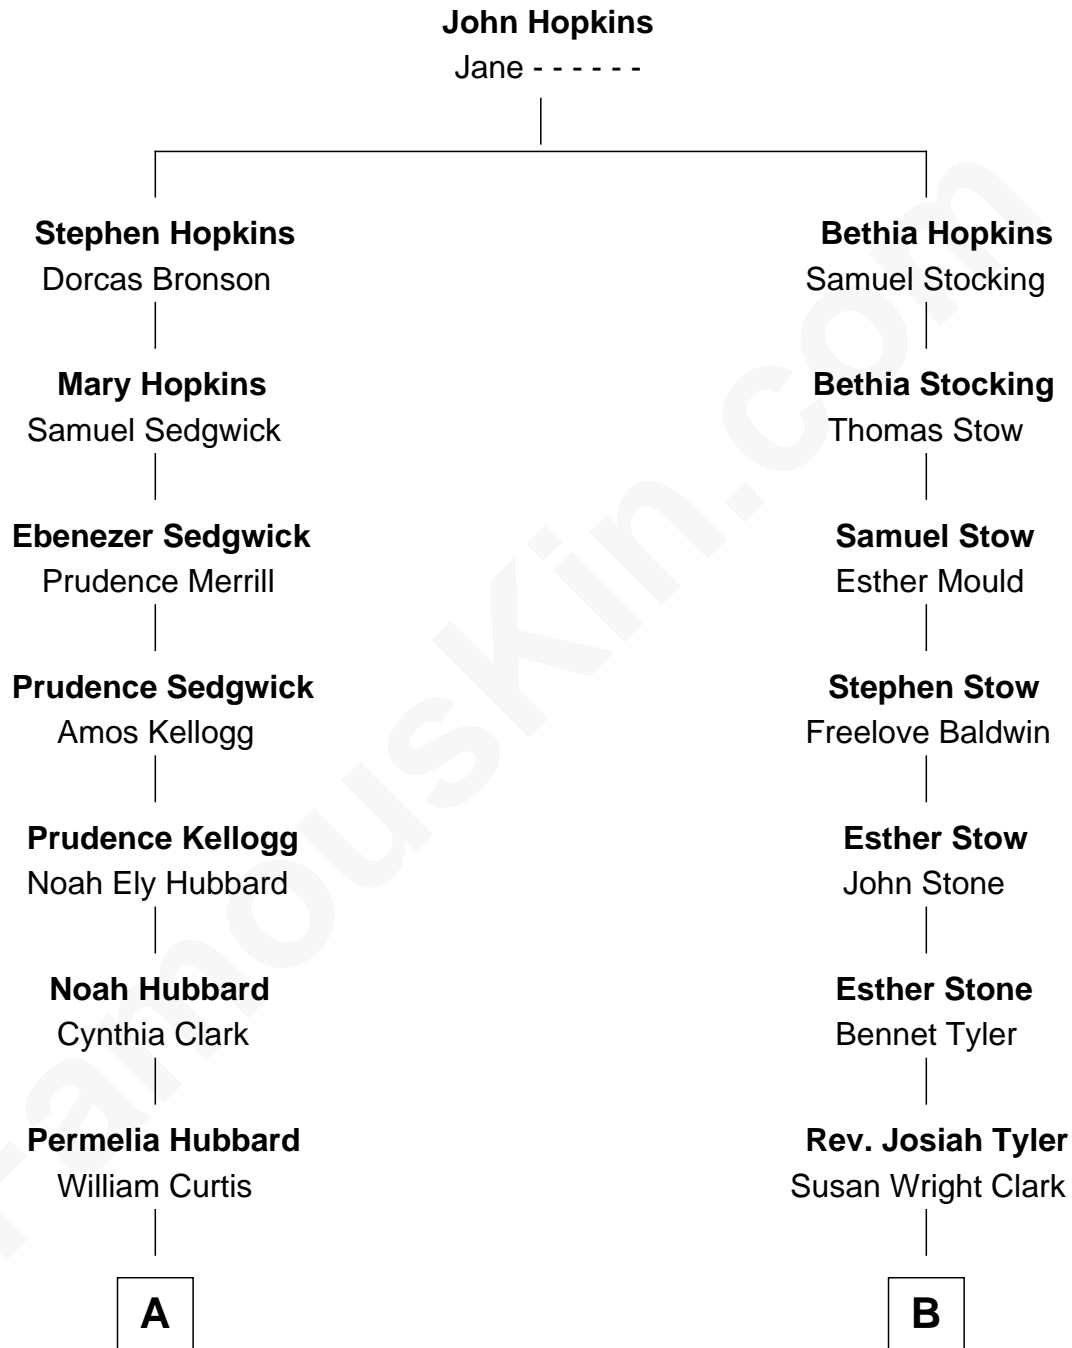 John Hopkins
Jane - - - - - -
Stephen Hopkins
Dorcas Bronson
Bethia Hopkins
Samuel Stocking
Mary Hopkins
Samuel Sedgwick
Bethia Stocking
Thomas Stow
Ebenezer Sedgwick
Prudence Merrill
Samuel Stow
Esther Mould
Prudence Sedgwick
Amos Kellogg
Stephen Stow
Freelove Baldwin
Prudence Kellogg
Noah Ely Hubbard
Esther Stow
John Stone
Noah Hubbard
Cynthia Clark
Esther Stone
Bennet Tyler
Permelia Hubbard
William Curtis
Rev. Josiah Tyler
Susan Wright Clark
A
B
FamousKin.com